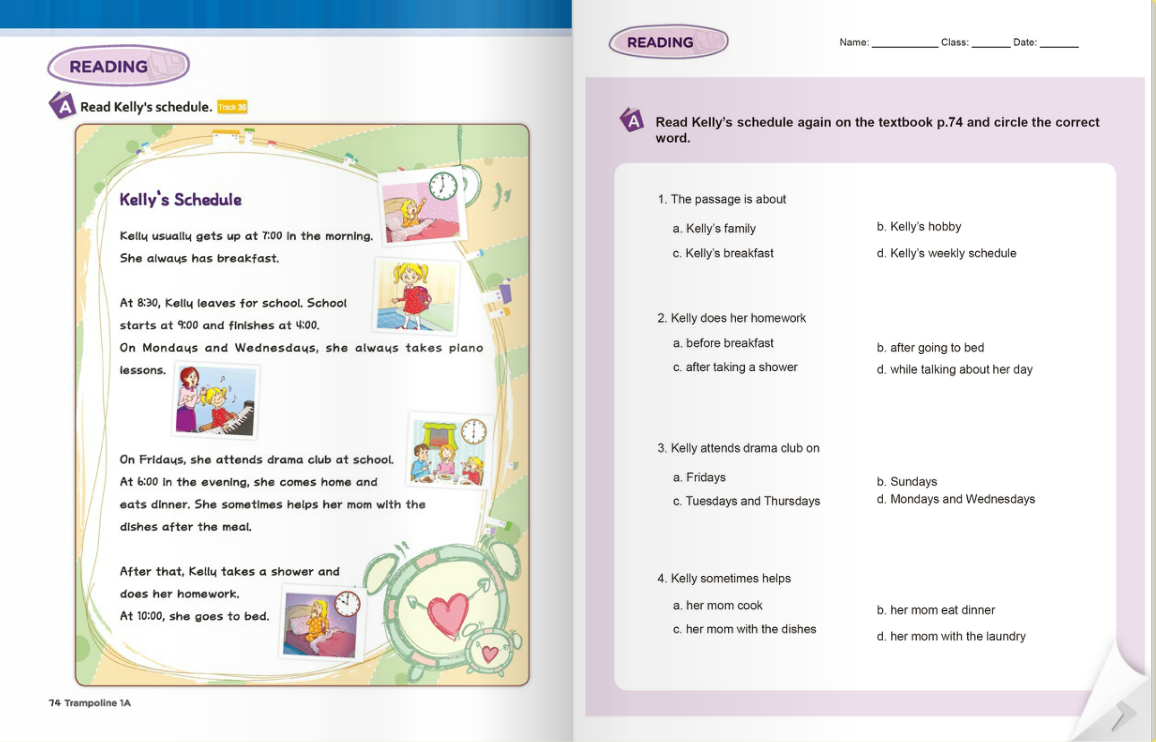 READING
A Read Kelly's schedule. Track 36
Kelly's Schedule
Kelly usually gets up at 7:00 in the morning.
She always has breakfast.
At 8:30, Kelly leaves for school. School
starts at 9:00 and finishes at 4:00.
On Mondays and Wednesdays, she always takes piano
lessons.
On Fridays, she attends drama club at school.
At 6:00 in the evening, she comes home and
eats dinner. She sometimes helps her mom with the
dishes after the meal.
After that, Kelly takes a shower and
does her homework.
At 10:00, she goes to bed.
74 Trampoline 1A
READING
Name: ___________ Class: ______ Date: ______
A Read Kelly's schedule again on the textbook p.74 and circle the correct
word.
1. The passage is about
a. Kelly's family
b. Kelly's hobby
c. Kelly's breakfast
d. Kelly's weekly schedule
2. Kelly does her homework
a. before breakfast
b. after going to bed
c. after taking a shower
d. while talking about her day
3. Kelly attends drama club on
a. Fridays
b. Sundays
c. Tuesdays and Thursdays
d. Mondays and Wednesdays
4. Kelly sometimes helps
a. her mom cook
b. her mom eat dinner
c. her mom with the dishes
d. her mom with the laundry